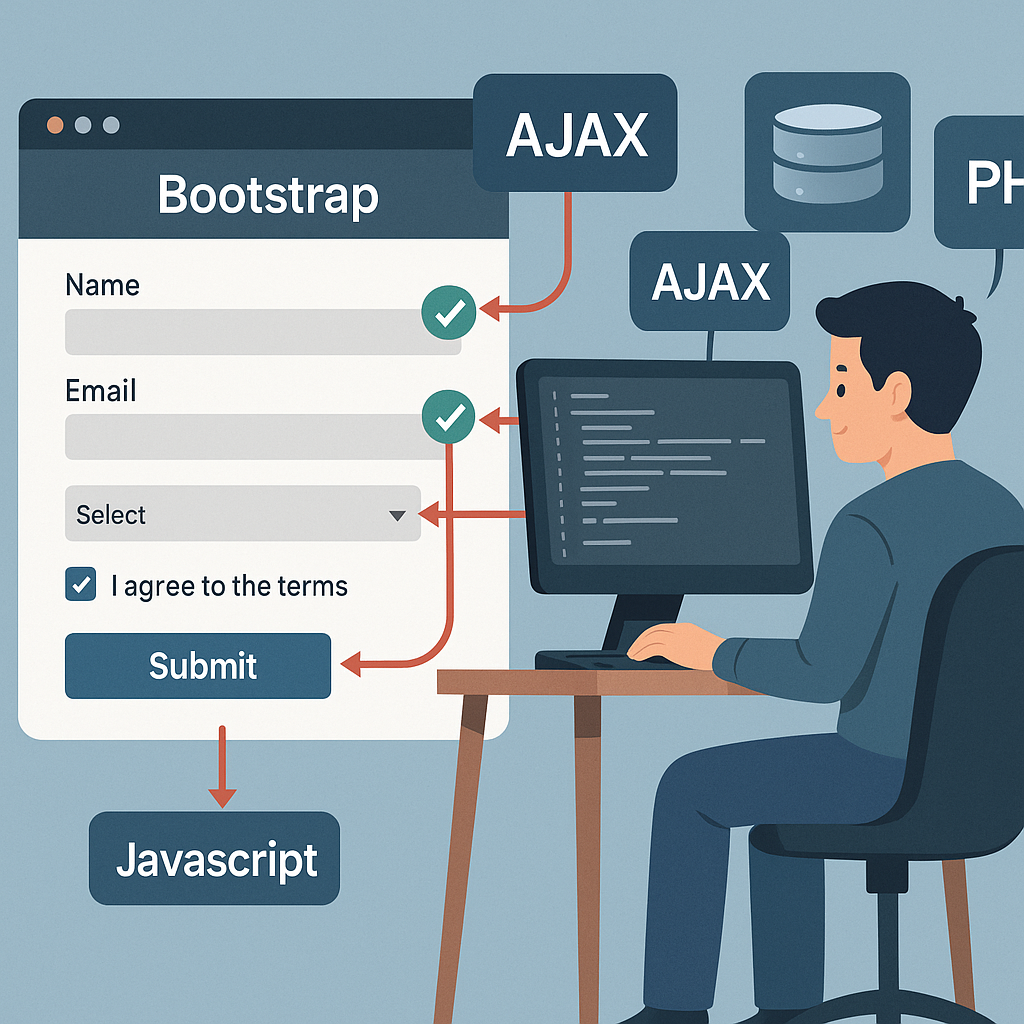 AJAX
Bootstrap
PH
AJAX
Name
Email
Select
I agree to the terms
Submit
Javascript